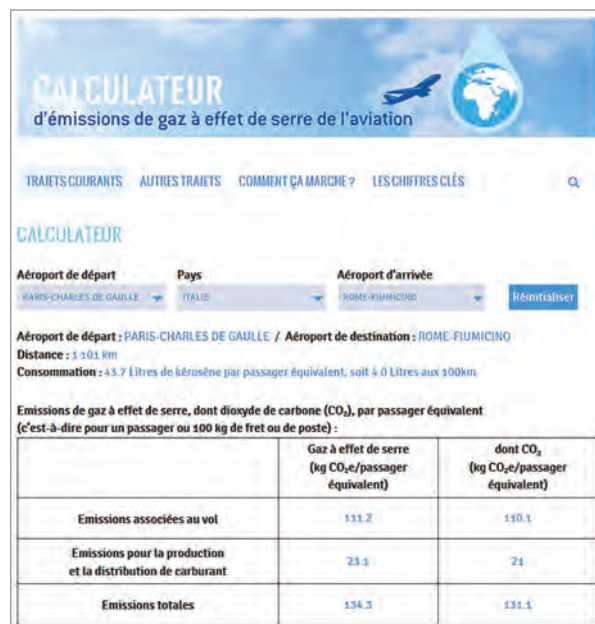 CALCULATEUR
d'émissions de gaz à effet de serre de l'aviation
TRAJETS COURANTS AUTRES TRAJETS COMMENT ÇA MARCHE ? LES CHIFFRES CLÉS
CALCULATEUR
Aéroport de départ Pays Aéroport d'arrivée
PARIS-CHARLES DE GAULLE ITALIE ROME-FIUMICINO Réinitialiser
Aéroport de départ : PARIS-CHARLES DE GAULLE / Aéroport de destination : ROME-FIUMICINO
Distance : 1 101 km
Consommation : 43.7 Litres de kérosène par passager équivalent, soit 4.0 Litres aux 100km
Emissions de gaz à effet de serre, dont dioxyde de carbone (CO₂), par passager équivalent
(c'est-à-dire pour un passager ou 100 kg de fret ou de poste) :
Gaz à effet de serre dont CO₂
(kg CO₂e/passager (kg CO₂e/passager
équivalent) équivalent)
Emissions associées au vol 111.2 110.1
Emissions pour la production
et la distribution de carburant 23.1 21
Emissions totales 134.3 131.1